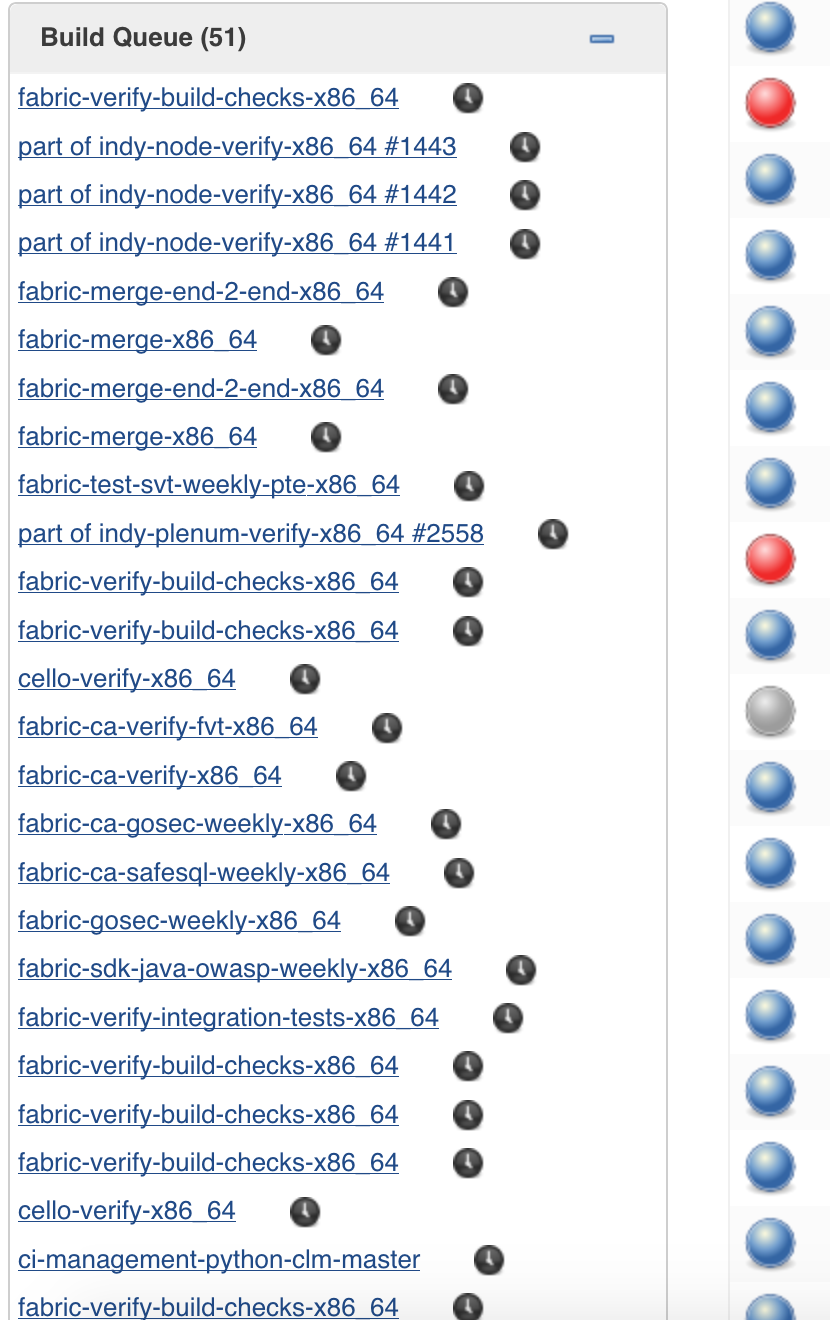 Build Queue (51)
fabric-verify-build-checks-x86_64
part of indy-node-verify-x86_64 #1443
part of indy-node-verify-x86_64 #1442
part of indy-node-verify-x86_64 #1441
fabric-merge-end-2-end-x86_64
fabric-merge-x86_64
fabric-merge-end-2-end-x86_64
fabric-merge-x86_64
fabric-test-svt-weekly-pte-x86_64
part of indy-plenum-verify-x86_64 #2558
fabric-verify-build-checks-x86_64
fabric-verify-build-checks-x86_64
cello-verify-x86_64
fabric-ca-verify-fvt-x86_64
fabric-ca-verify-x86_64
fabric-ca-gosec-weekly-x86_64
fabric-ca-safesql-weekly-x86_64
fabric-gosec-weekly-x86_64
fabric-sdk-java-owasp-weekly-x86_64
fabric-verify-integration-tests-x86_64
fabric-verify-build-checks-x86_64
fabric-verify-build-checks-x86_64
fabric-verify-build-checks-x86_64
cello-verify-x86_64
ci-management-python-clm-master
fabric-verify-build-checks-x86_64